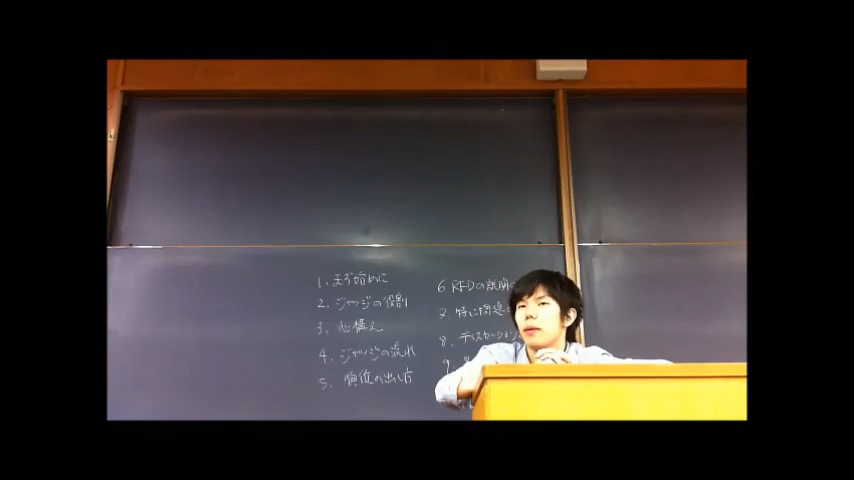 1. まず始めに
2. ジャッジの役割
3. 心構え
4. ジャッジの流れ
5. 順位の出し方
6 RFDの説明
7. 特に問題
8. ディスカッション
9